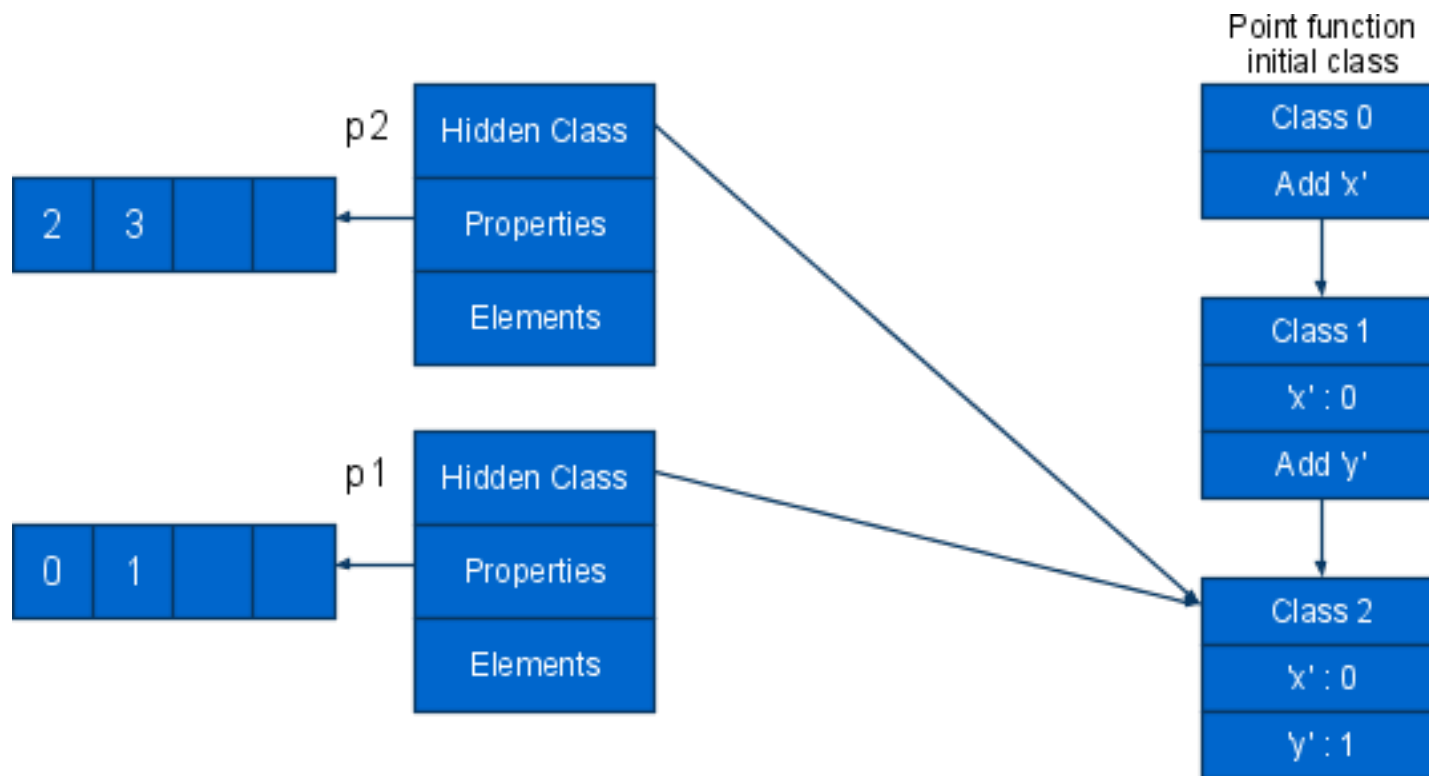 Point function
initial class
p2
Hidden Class
Properties
Elements
2 3
p1
Hidden Class
Properties
Elements
0 1
Class 0
Add 'x'
Class 1
'x' : 0
Add 'y'
Class 2
'x' : 0
'y' : 1